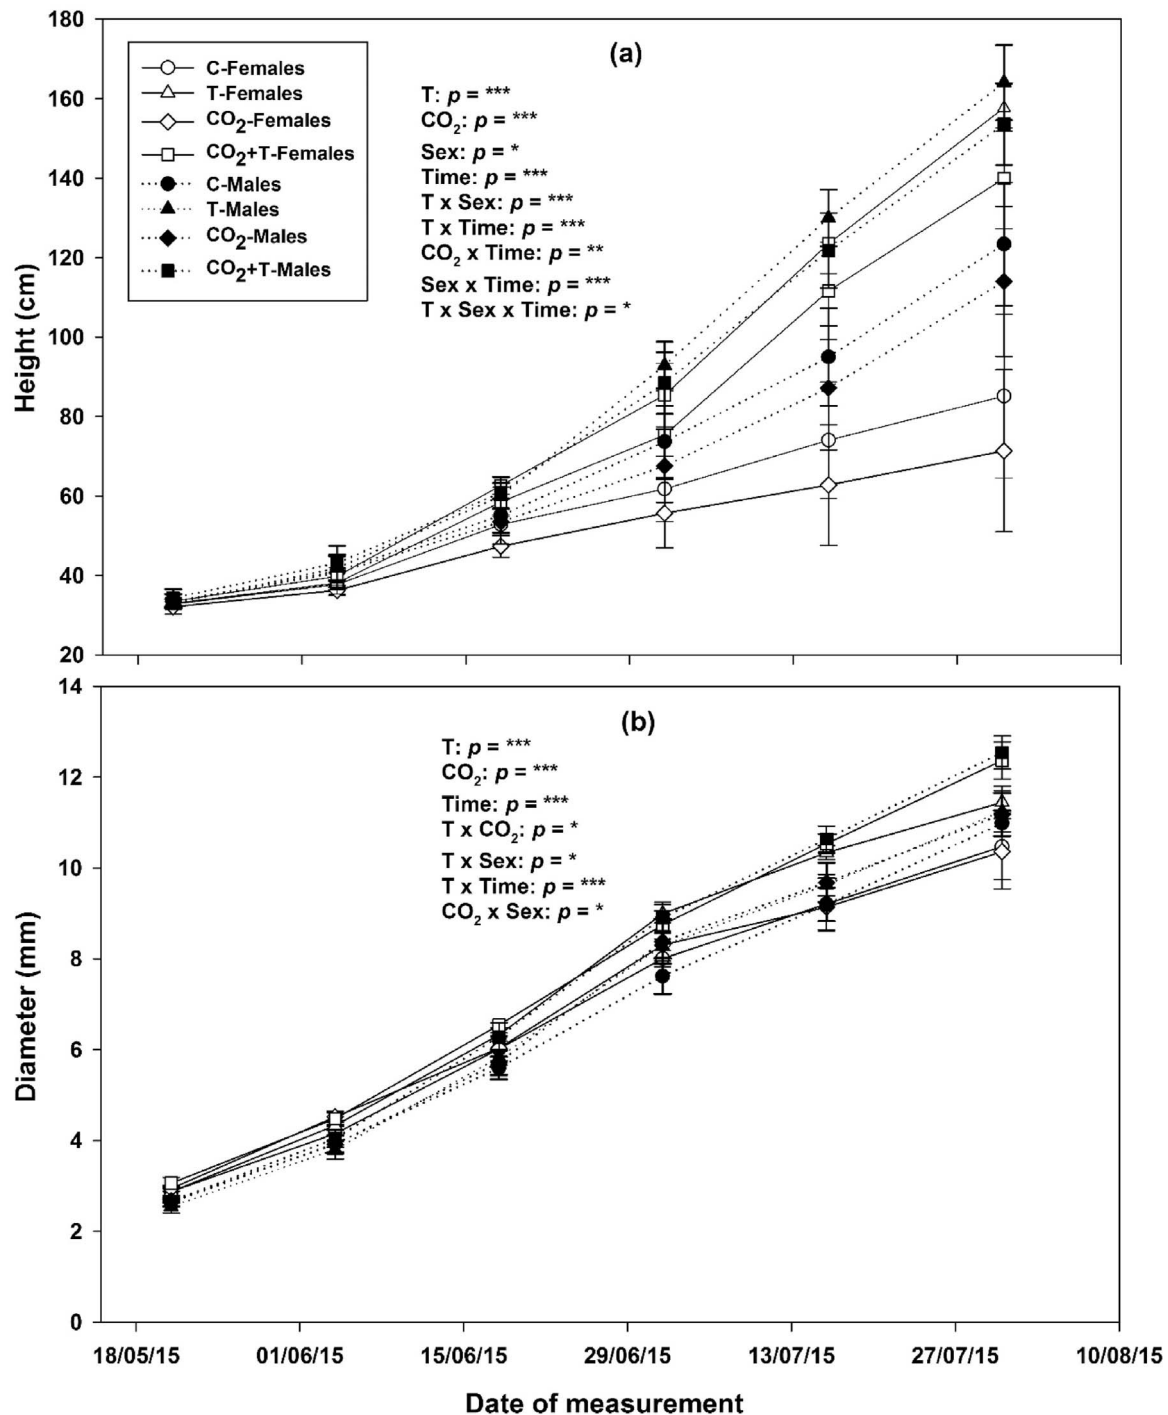 180
160
140
120
100
80
60
40
20
Height (cm)
(a)
C-Females
T-Females
CO2-Females
CO2+T-Females
C-Males
T-Males
CO2-Males
CO2+T-Males
T: p = ***
CO2: p = ***
Sex: p = *
Time: p = ***
T x Sex: p = ***
T x Time: p = ***
CO2 x Time: p = **
Sex x Time: p = ***
T x Sex x Time: p = *
14
12
10
8
6
4
2
0
Diameter (mm)
(b)
T: p = ***
CO2: p = ***
Time: p = ***
T x CO2: p = *
T x Sex: p = *
T x Time: p = ***
CO2 x Sex: p = *
18/05/15 01/06/15 15/06/15 29/06/15 13/07/15 27/07/15 10/08/15
Date of measurement